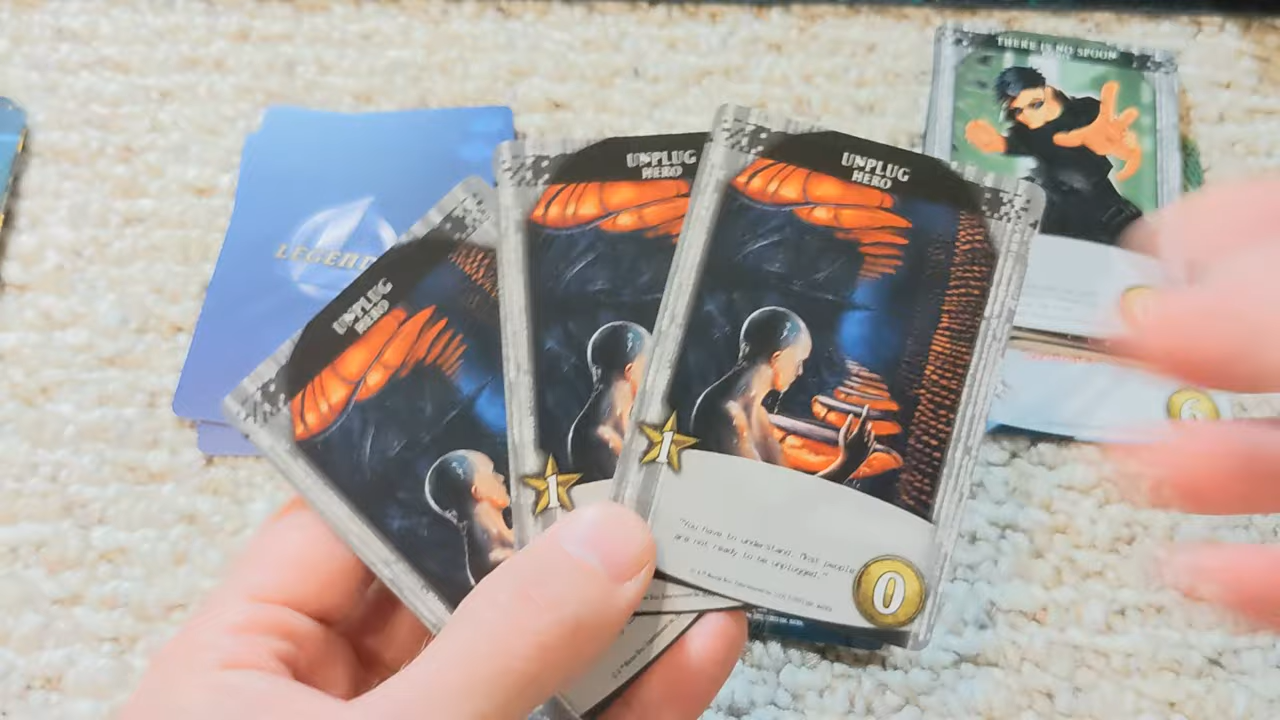 THERE IS NO SPOON
LEGEND
UNPLUG
HERO
UNPLUG
HERO
UNPLUG
HERO
1
1
"You have to understand. Most people
are not ready to be unplugged."
0
6